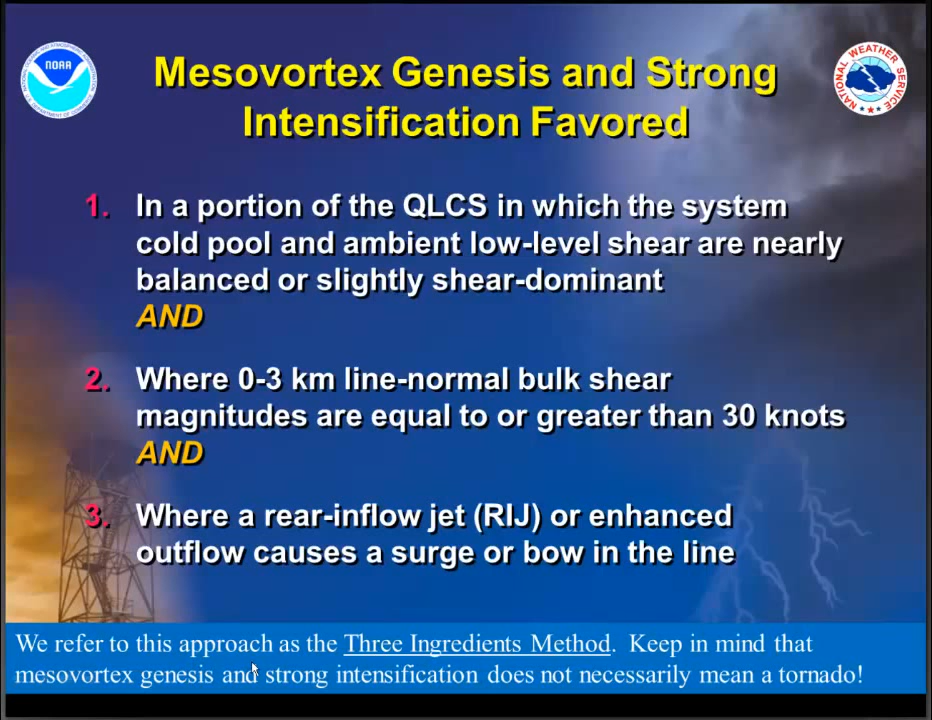 Mesovortex Genesis and Strong
Intensification Favored
NOAA
NATIONAL WEATHER SERVICE
1. In a portion of the QLCS in which the system
cold pool and ambient low-level shear are nearly
balanced or slightly shear-dominant
AND
2. Where 0-3 km line-normal bulk shear
magnitudes are equal to or greater than 30 knots
AND
3. Where a rear-inflow jet (RIJ) or enhanced
outflow causes a surge or bow in the line
We refer to this approach as the Three Ingredients Method. Keep in mind that
mesovortex genesis and strong intensification does not necessarily mean a tornado!